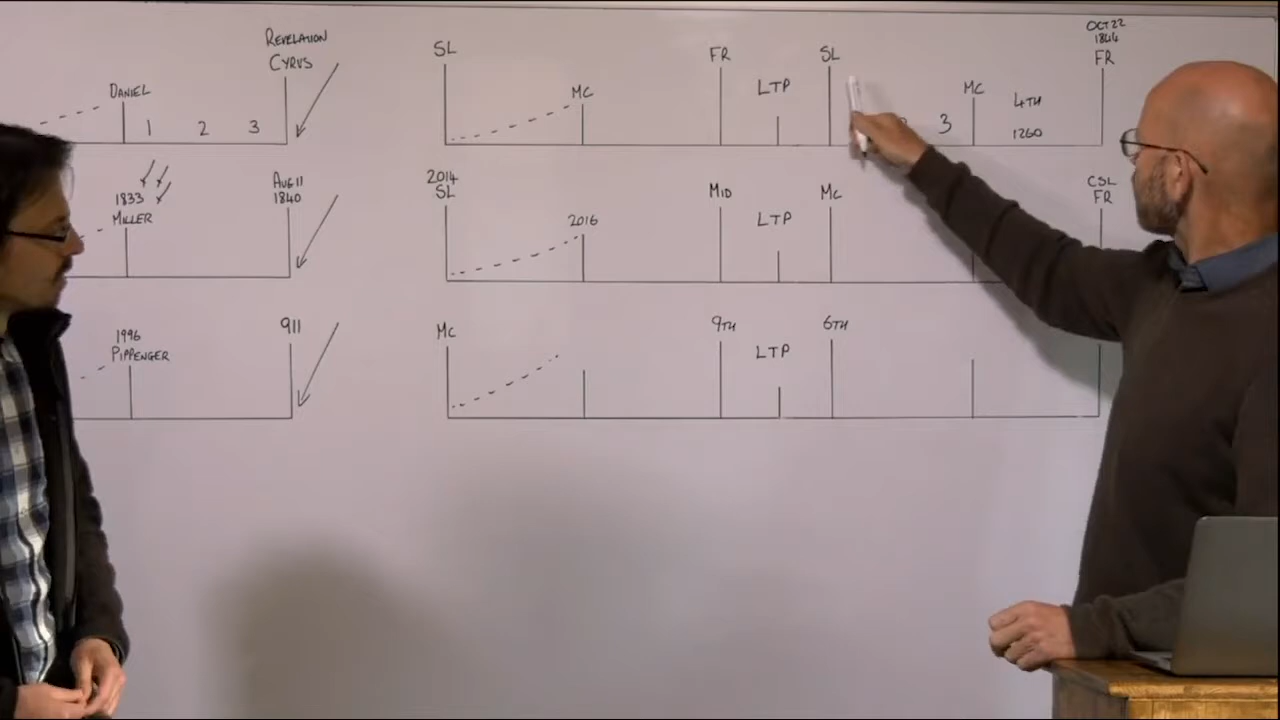 REVELATION
CYRUS
DANIEL
1 2 3
SL
MC
FR
LTP
SL
3
MC
4TH
1260
OCT 22
1844
FR
1833
MILLER
AUG 11
1840
2014
SL
2016
MID
LTP
MC
CSL
FR
1996
PIPPENGER
911
MC
9TH
LTP
6TH